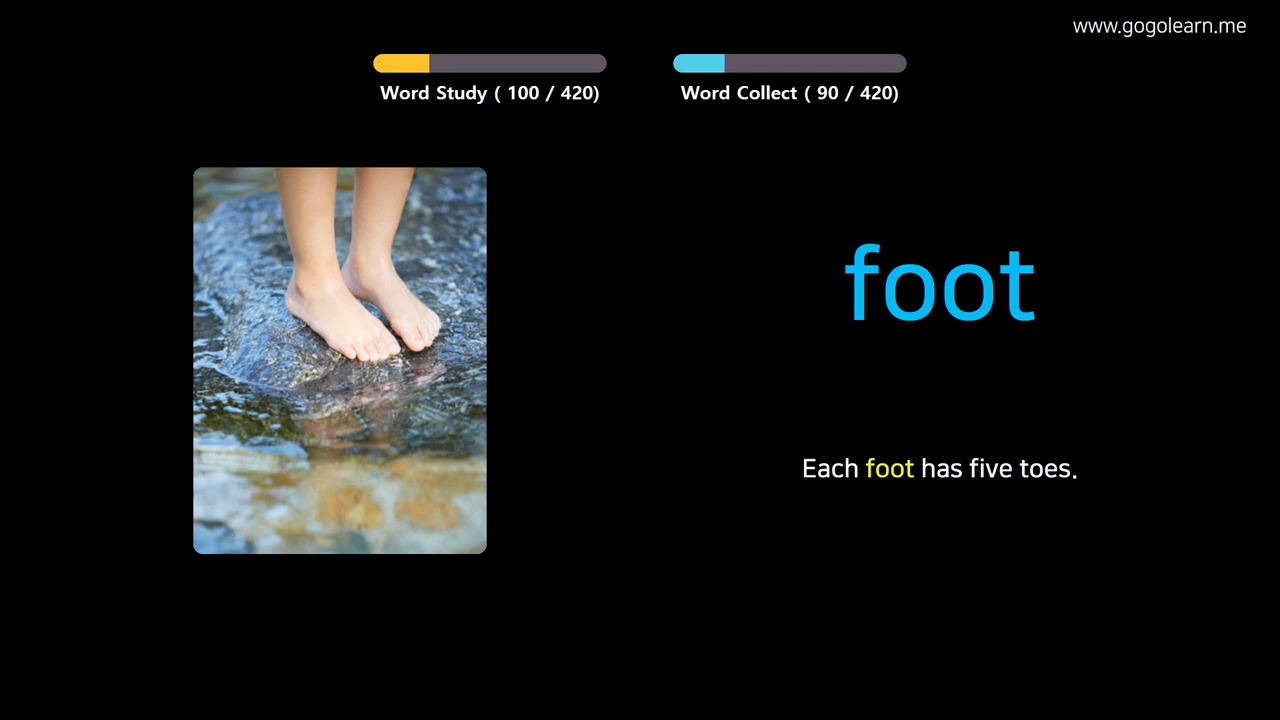 www.gogolearn.me
Word Study ( 100 / 420)
Word Collect ( 90 / 420)
foot
Each foot has five toes.